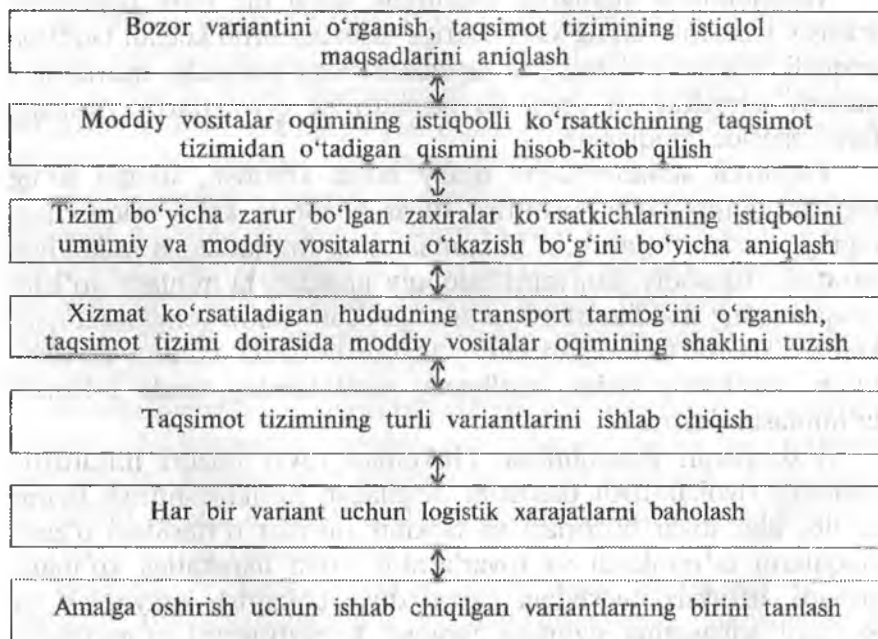 Bozor variantini o‘rganish, taqsimot tizimining istiqlol
maqsadlarini aniqlash
Moddiy vositalar oqimining istiqbolli ko‘rsatkichining taqsimot
tizimidan o‘tadigan qismini hisob-kitob qilish
Tizim bo‘yicha zarur bo‘lgan zaxiralar ko‘rsatkichlarining istiqbolini
umumiy va moddiy vositalarni o‘tkazish bo‘g‘ini bo‘yicha aniqlash
Xizmat ko‘rsatiladigan hududning transport tarmog‘ini o‘rganish,
taqsimot tizimi doirasida moddiy vositalar oqimining shaklini tuzish
Taqsimot tizimining turli variantlarini ishlab chiqish
Har bir variant uchun logistik xarajatlarni baholash
Amalga oshirish uchun ishlab chiqilgan variantlarning birini tanlash